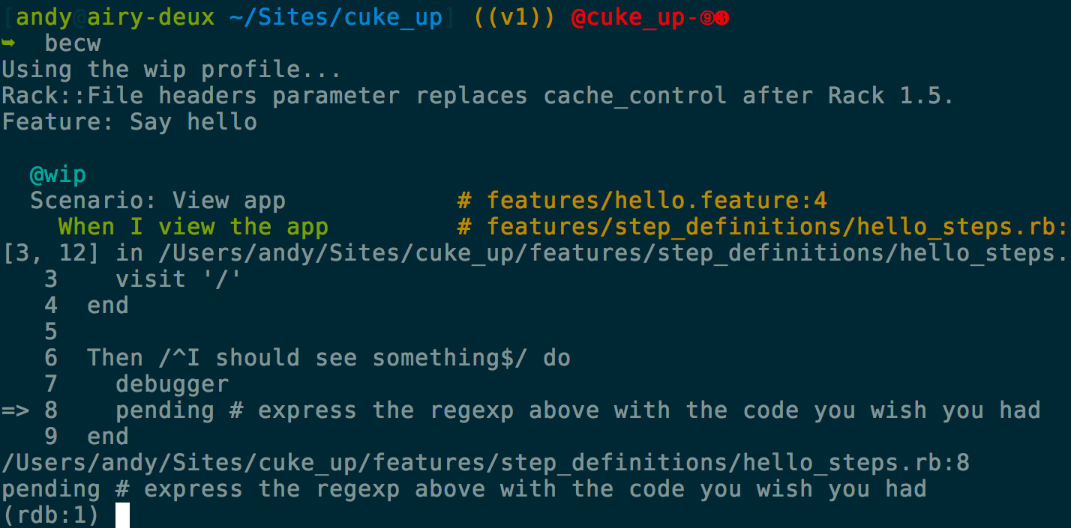 [andy@airy-deux ~/Sites/cuke_up] ((v1)) @cuke_up-
➥ becw
Using the wip profile...
Rack::File headers parameter replaces cache_control after Rack 1.5.
Feature: Say hello
@wip
Scenario: View app # features/hello.feature:4
When I view the app # features/step_definitions/hello_steps.rb:
[3, 12] in /Users/andy/Sites/cuke_up/features/step_definitions/hello_steps.
3 visit '/'
4 end
5
6 Then /^I should see something$/ do
7 debugger
=> 8 pending # express the regexp above with the code you wish you had
9 end
/Users/andy/Sites/cuke_up/features/step_definitions/hello_steps.rb:8
pending # express the regexp above with the code you wish you had
(rdb:1)